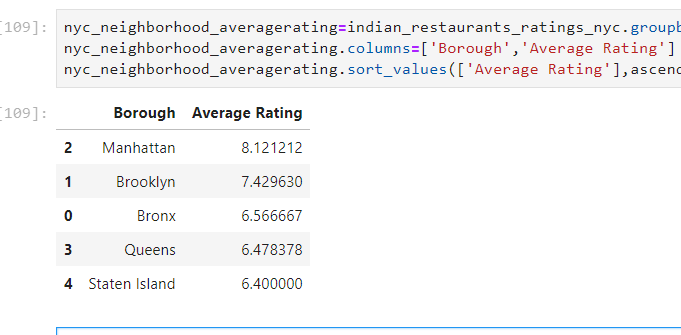 [109]: nyc_neighborhood_averagerating=indian_restaurants_ratings_nyc.groupb
nyc_neighborhood_averagerating.columns=['Borough','Average Rating']
nyc_neighborhood_averagerating.sort_values(['Average Rating'],ascend
[109]:
Borough Average Rating
2 Manhattan 8.121212
1 Brooklyn 7.429630
0 Bronx 6.566667
3 Queens 6.478378
4 Staten Island 6.400000